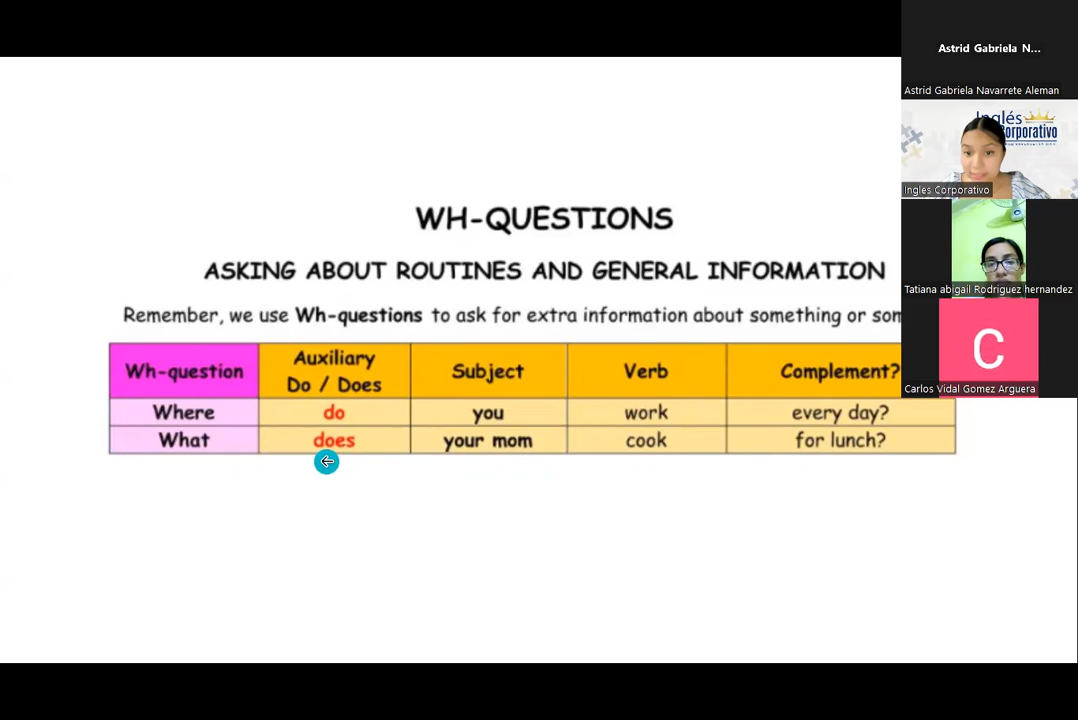 Astrid Gabriela N...
Astrid Gabriela Navarrete Aleman
Inglés
Corporativo
Ingles Corporativo
Tatiana abigail Rodriguez hernandez
C
Carlos Vidal Gomez Arguera
WH-QUESTIONS
ASKING ABOUT ROUTINES AND GENERAL INFORMATION
Remember, we use Wh-questions to ask for extra information about something or som
Wh-question Auxiliary Do / Does Subject Verb Complement?
Where do you work every day?
What does your mom cook for lunch?